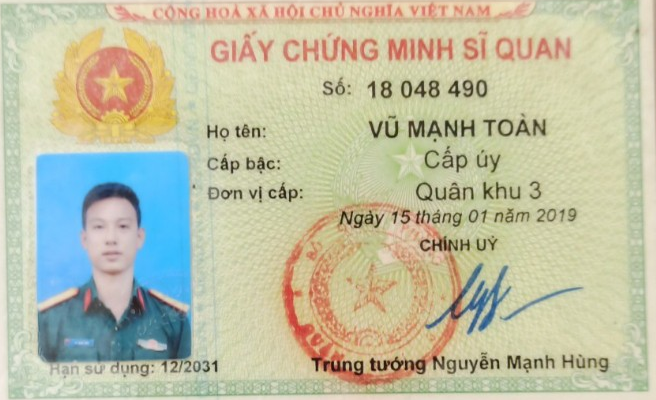 CỘNG HOÀ XÃ HỘI CHỦ NGHĨA VIỆT NAM
GIẤY CHỨNG MINH SĨ QUAN
Số: 18 048 490
Họ tên: VŨ MẠNH TOÀN
Cấp bậc: Cấp úy
Đơn vị cấp: Quân khu 3
Ngày 15 tháng 01 năm 2019
CHÍNH UỶ
Hạn sử dụng: 12/2031
Trung tướng Nguyễn Mạnh Hùng